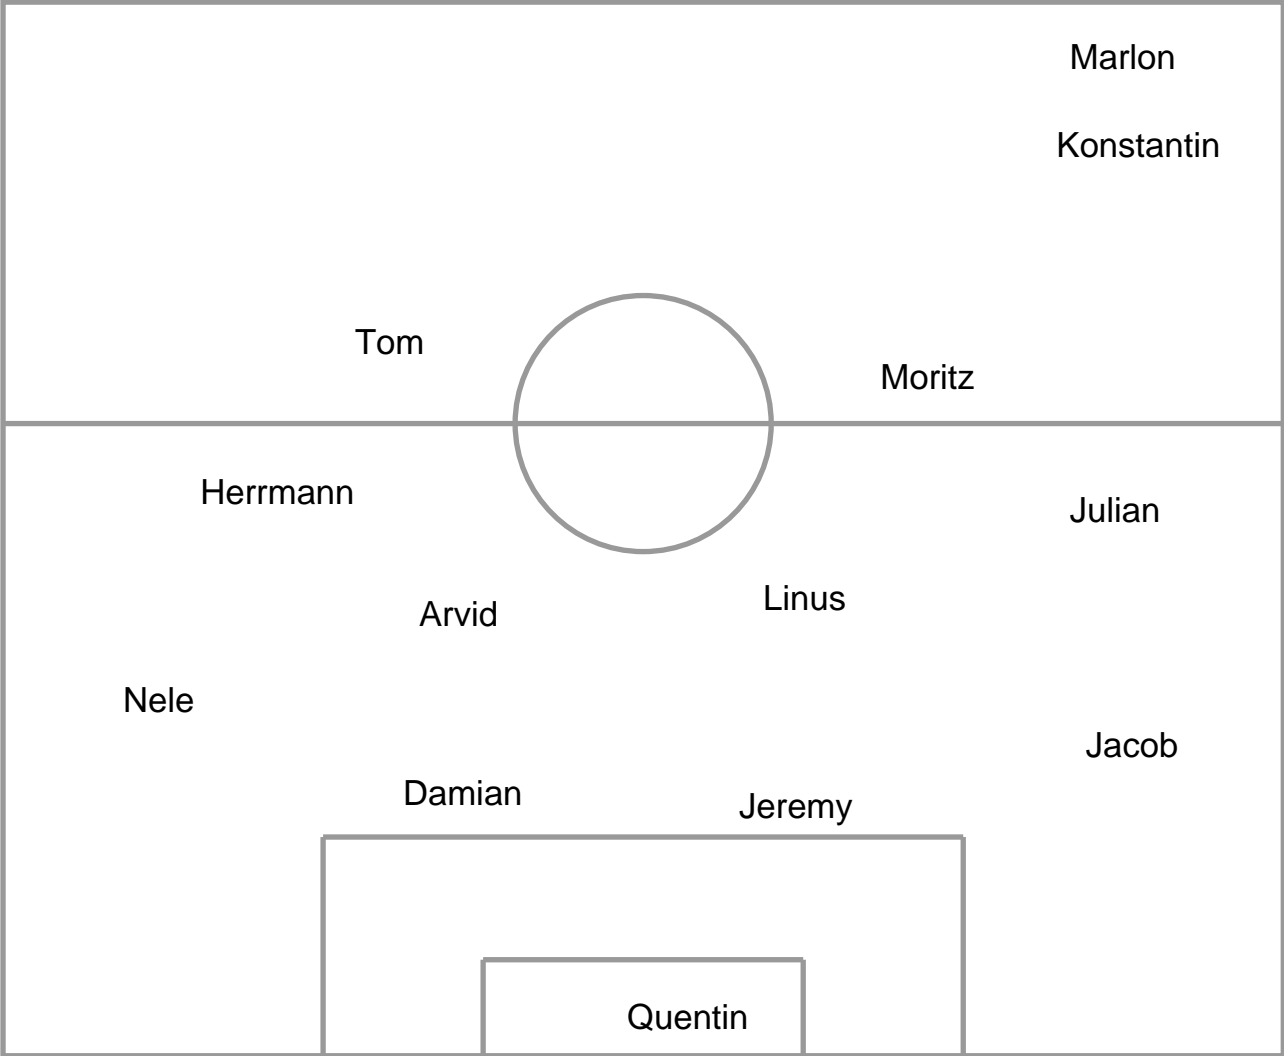 Marlon
Konstantin
Tom
Moritz
Herrmann
Julian
Linus
Arvid
Nele
Jacob
Damian
Jeremy
Quentin